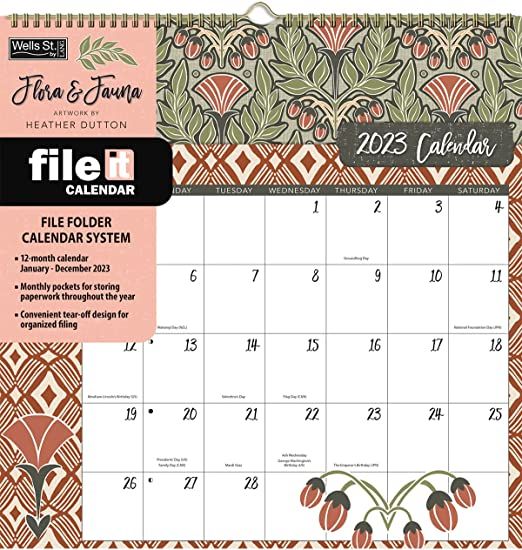 Wells St.
by LANG
Flora & Fauna
ARTWORK BY
HEATHER DUTTON
2023 Calendar
fileit
CALENDAR
FILE FOLDER
CALENDAR SYSTEM
• 12-month calendar
January - December 2023
• Monthly pockets for storing
paperwork throughout the year
• Convenient tear-off design for
organized filing
NDAY TUESDAY WEDNESDAY THURSDAY FRIDAY SATURDAY
1 2 3 4
Groundhog Day
6 7 8 9 10 11
Waitangi Day (NZL)
National Foundation Day (JPN)
12 13 14 15 16 17 18
Abraham Lincoln's Birthday (US)
Valentine's Day
Flag Day (CAN)
19 20 21 22 23 24 25
Presidents' Day (US)
Family Day (CAN)
Mardi Gras
Ash Wednesday
George Washington's
Birthday (US)
The Emperor's Birthday (JPN)
26 27 28